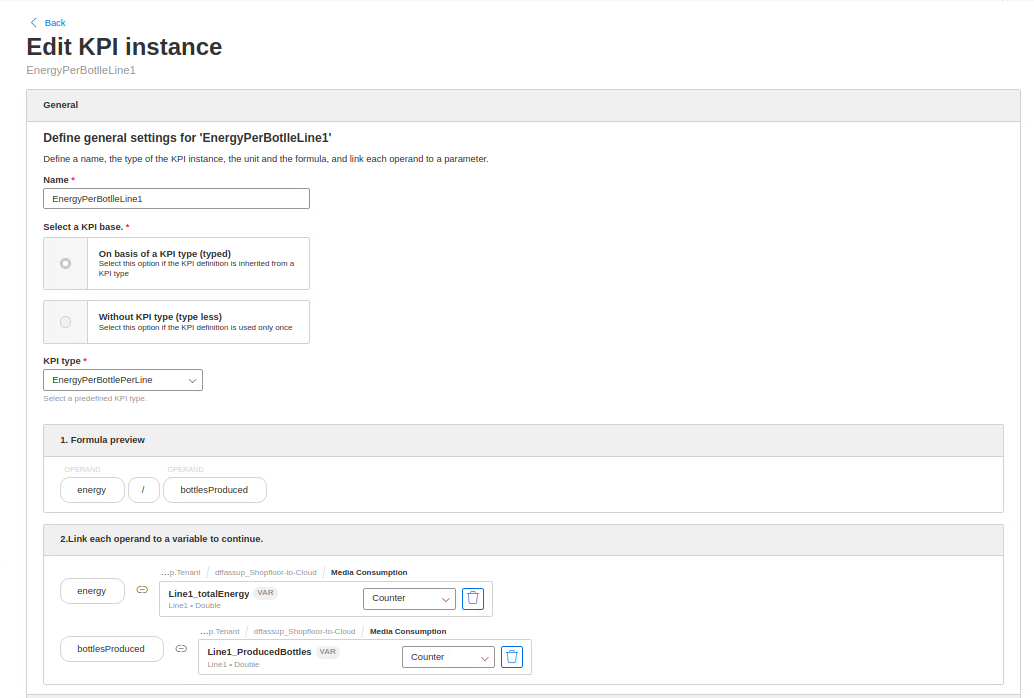 Back
Edit KPI instance
EnergyPerBotlleLine1
General
Define general settings for 'EnergyPerBotlleLine1'
Define a name, the type of the KPI instance, the unit and the formula, and link each operand to a parameter.
Name *
EnergyPerBotlleLine1
Select a KPI base. *
On basis of a KPI type (typed)
Select this option if the KPI definition is inherited from a
KPI type
Without KPI type (type less)
Select this option if the KPI definition is used only once
KPI type *
EnergyPerBottlePerLine
Select a predefined KPI type.
1. Formula preview
OPERAND OPERAND
energy / bottlesProduced
2.Link each operand to a variable to continue.
...p.Tenant / dffassup_Shopfloor-to-Cloud / Media Consumption
energy
Line1_totalEnergy VAR
Line1 • Double
Counter
...p.Tenant / dffassup_Shopfloor-to-Cloud / Media Consumption
bottlesProduced
Line1_ProducedBottles VAR
Line1 • Double
Counter